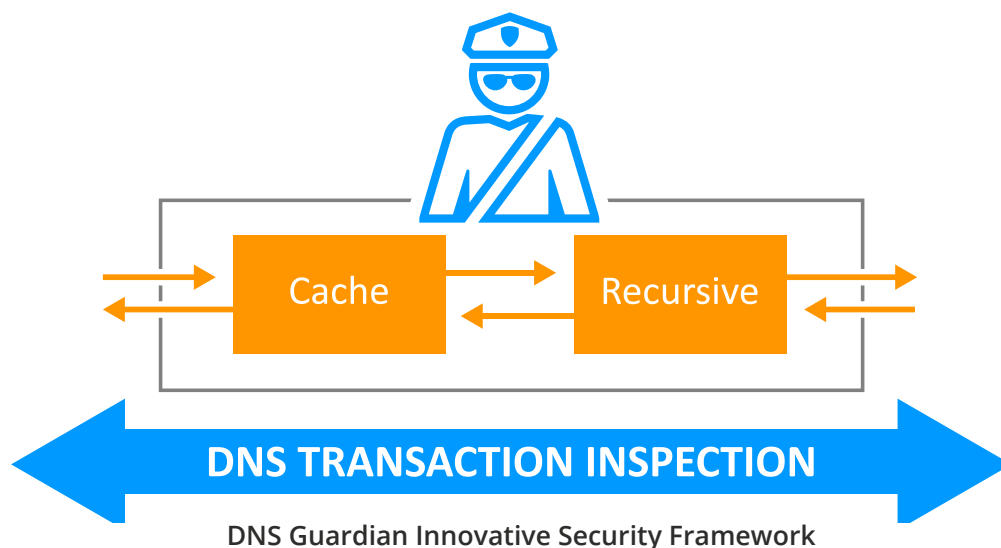 Cache
Recursive
DNS TRANSACTION INSPECTION
DNS Guardian Innovative Security Framework